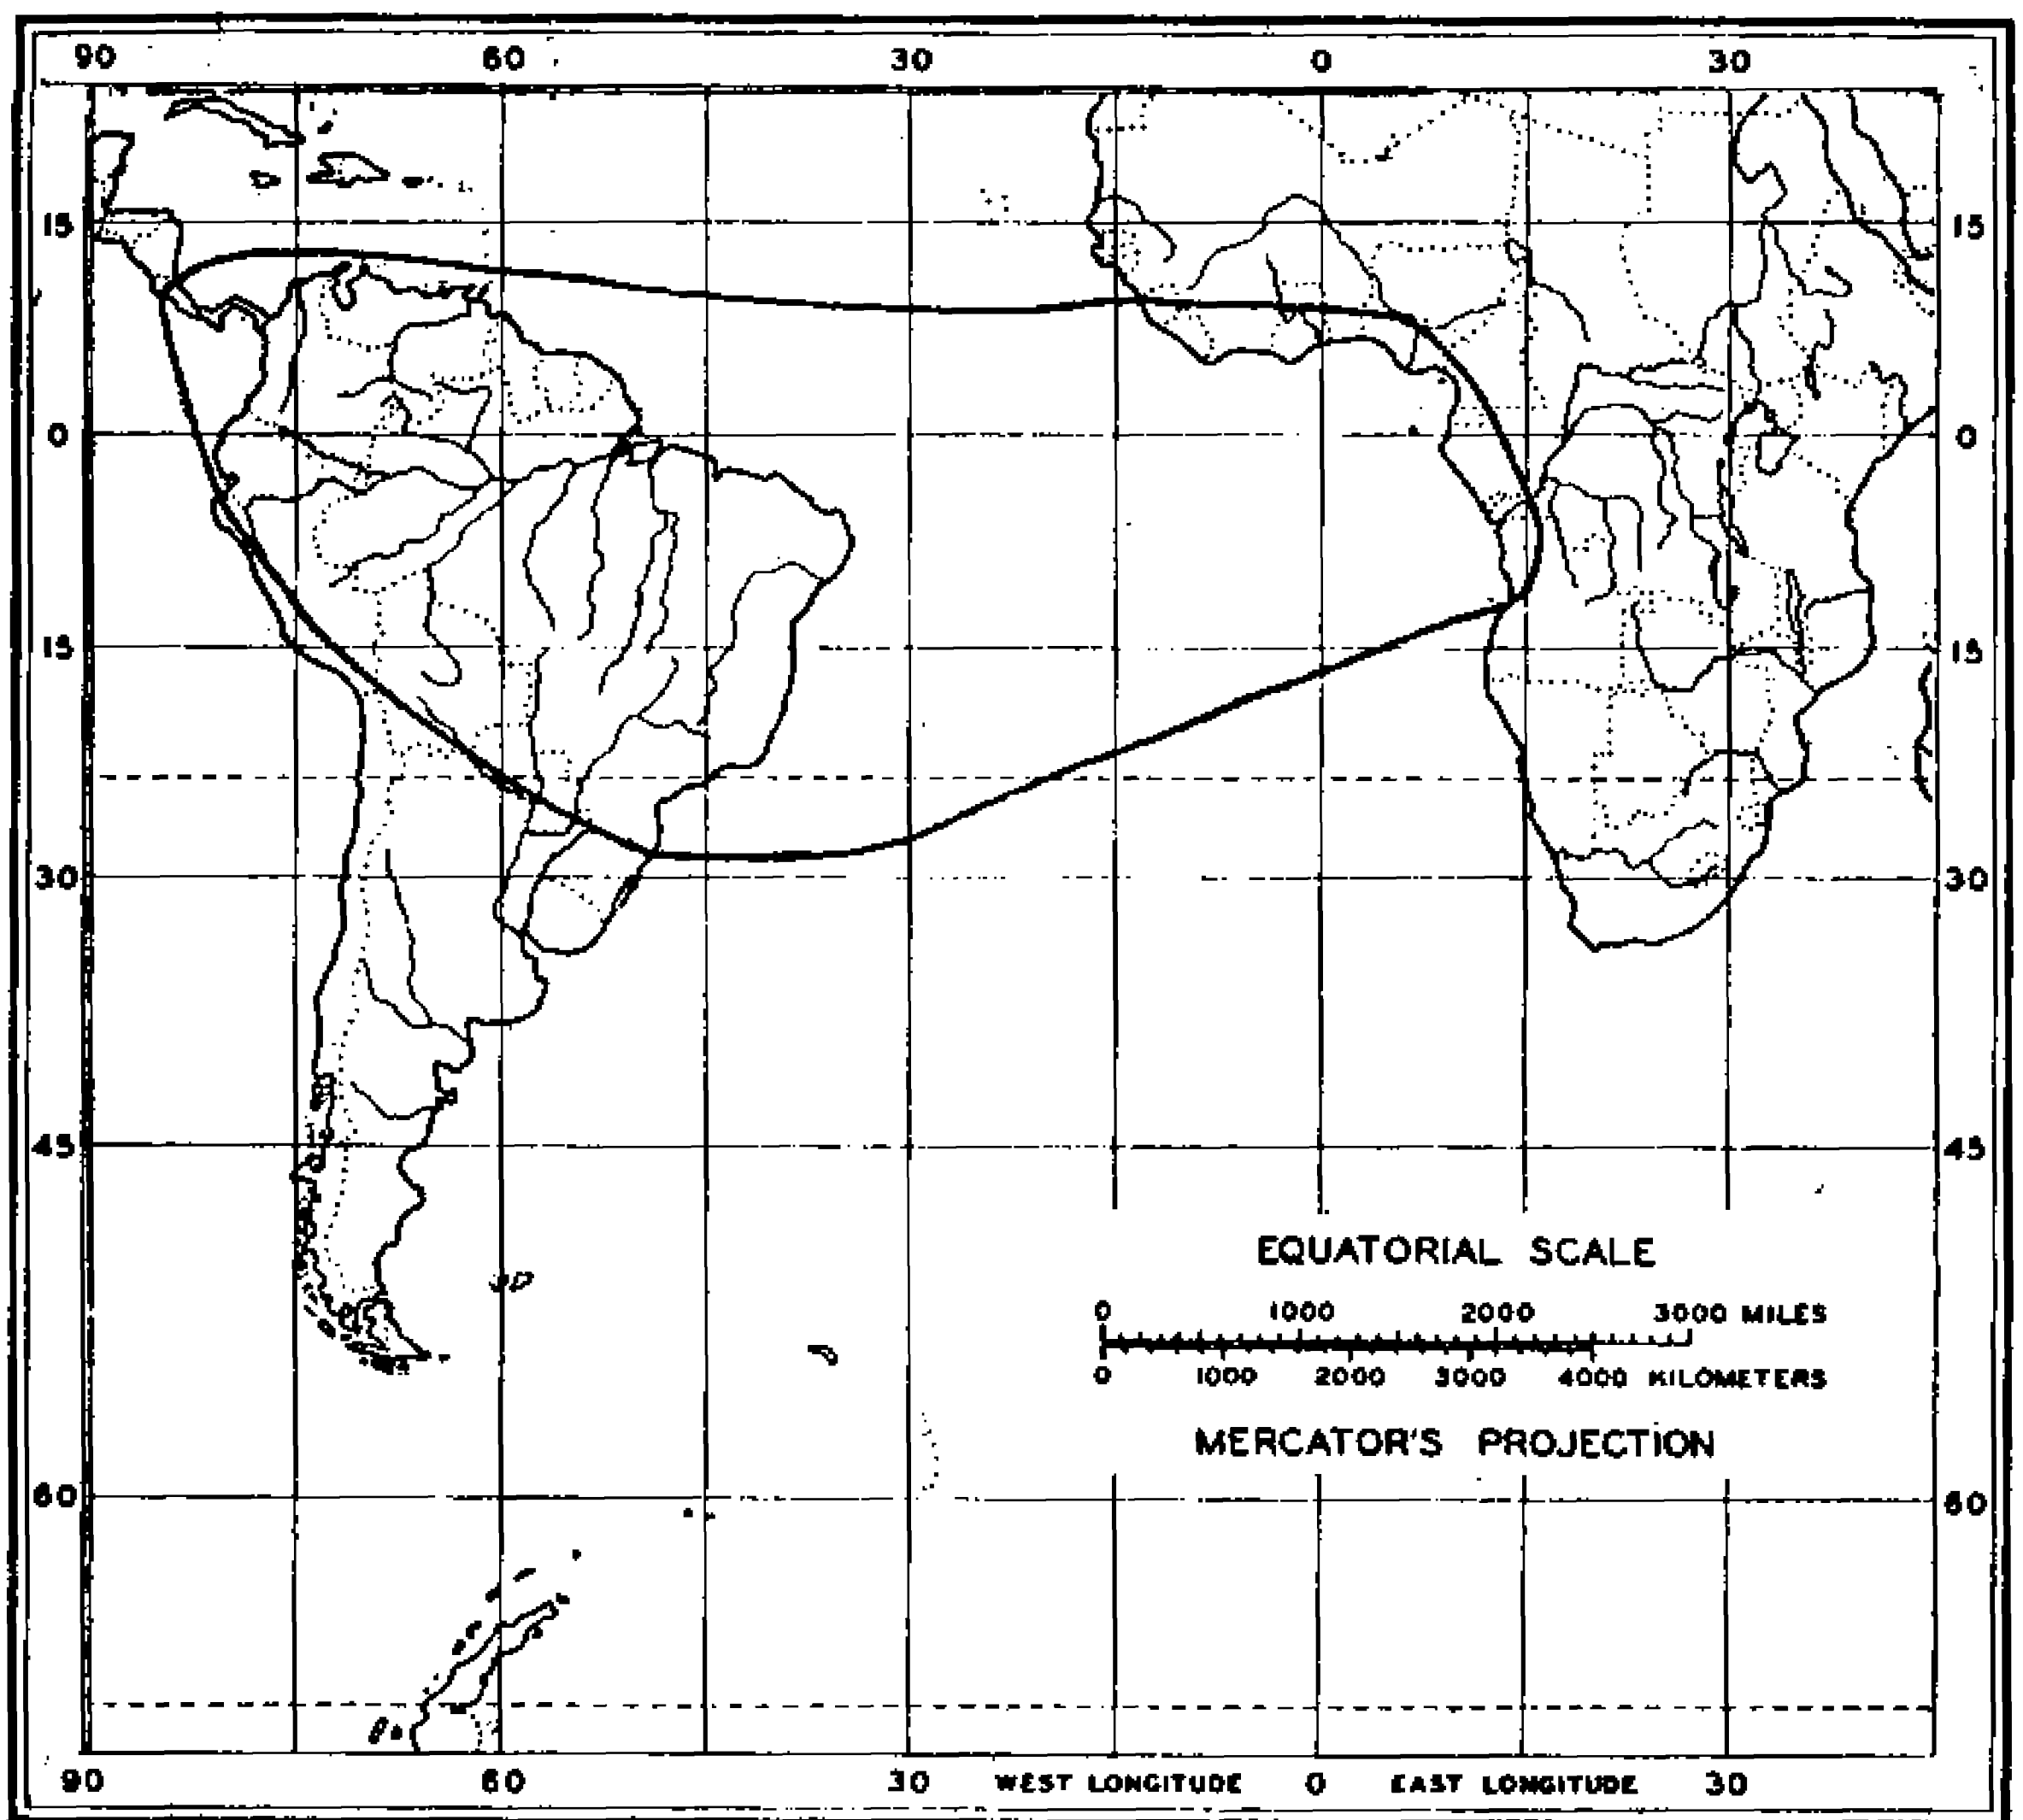 90 60 30 0 30
15 15
0 0
15 15
30 30
45 45
EQUATORIAL SCALE
0 1000 2000 3000 MILES
0 1000 2000 3000 4000 KILOMETERS
MERCATOR'S PROJECTION
60 60
90 60 30 WEST LONGITUDE 0 EAST LONGITUDE 30